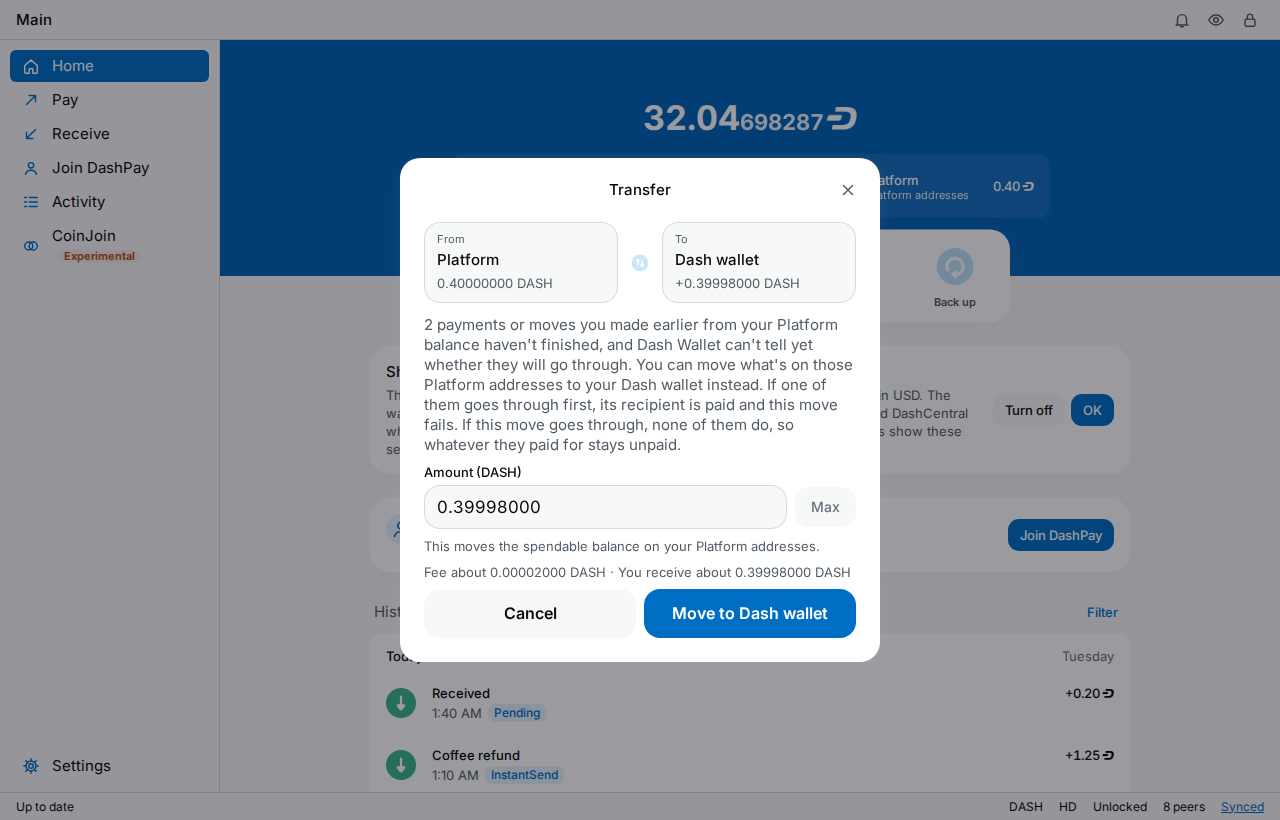 Main
Home
Pay
Receive
Join DashPay
Activity
CoinJoin
Experimental
Settings
32.04698287
0.40
Platform addresses
Back up
Transfer
From
Platform
0.40000000 DASH
To
Dash wallet
+0.39998000 DASH
2 payments or moves you made earlier from your Platform
balance haven't finished, and Dash Wallet can't tell yet
whether they will go through. You can move what's on those
Platform addresses to your Dash wallet instead. If one of
them goes through first, its recipient is paid and this move
fails. If this move goes through, none of them do, so
whatever they paid for stays unpaid.
Amount (DASH)
0.39998000
Max
This moves the spendable balance on your Platform addresses.
Fee about 0.00002000 DASH · You receive about 0.39998000 DASH
Cancel
Move to Dash wallet
in USD. The
DashCentral
show these
Turn off
OK
Join DashPay
Filter
Tuesday
Received
+0.20
1:40 AM
Pending
Coffee refund
+1.25
1:10 AM
InstantSend
Up to date
DASH
HD
Unlocked
8 peers
Synced